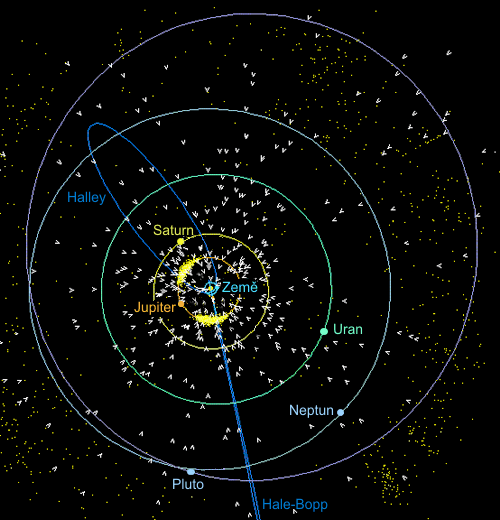 Halley
Saturn
Země
Jupiter
Uran
Neptun
Pluto
Hale-Bopp